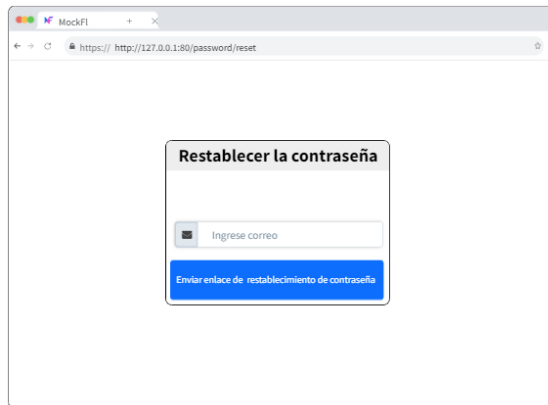 MockFl
https:// http://127.0.0.1:80/password/reset
Restablecer la contraseña
Ingrese correo
Enviar enlace de restablecimiento de contraseña